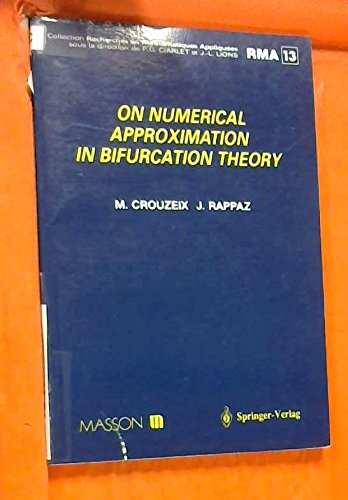 Collection Recherches en Mathématiques Appliquées
sous la direction de P.G. CIARLET et J.-L. LIONS
RMA 13
ON NUMERICAL
APPROXIMATION
IN BIFURCATION THEORY
M. CROUZEIX J. RAPPAZ
MASSON m
Springer-Verlag